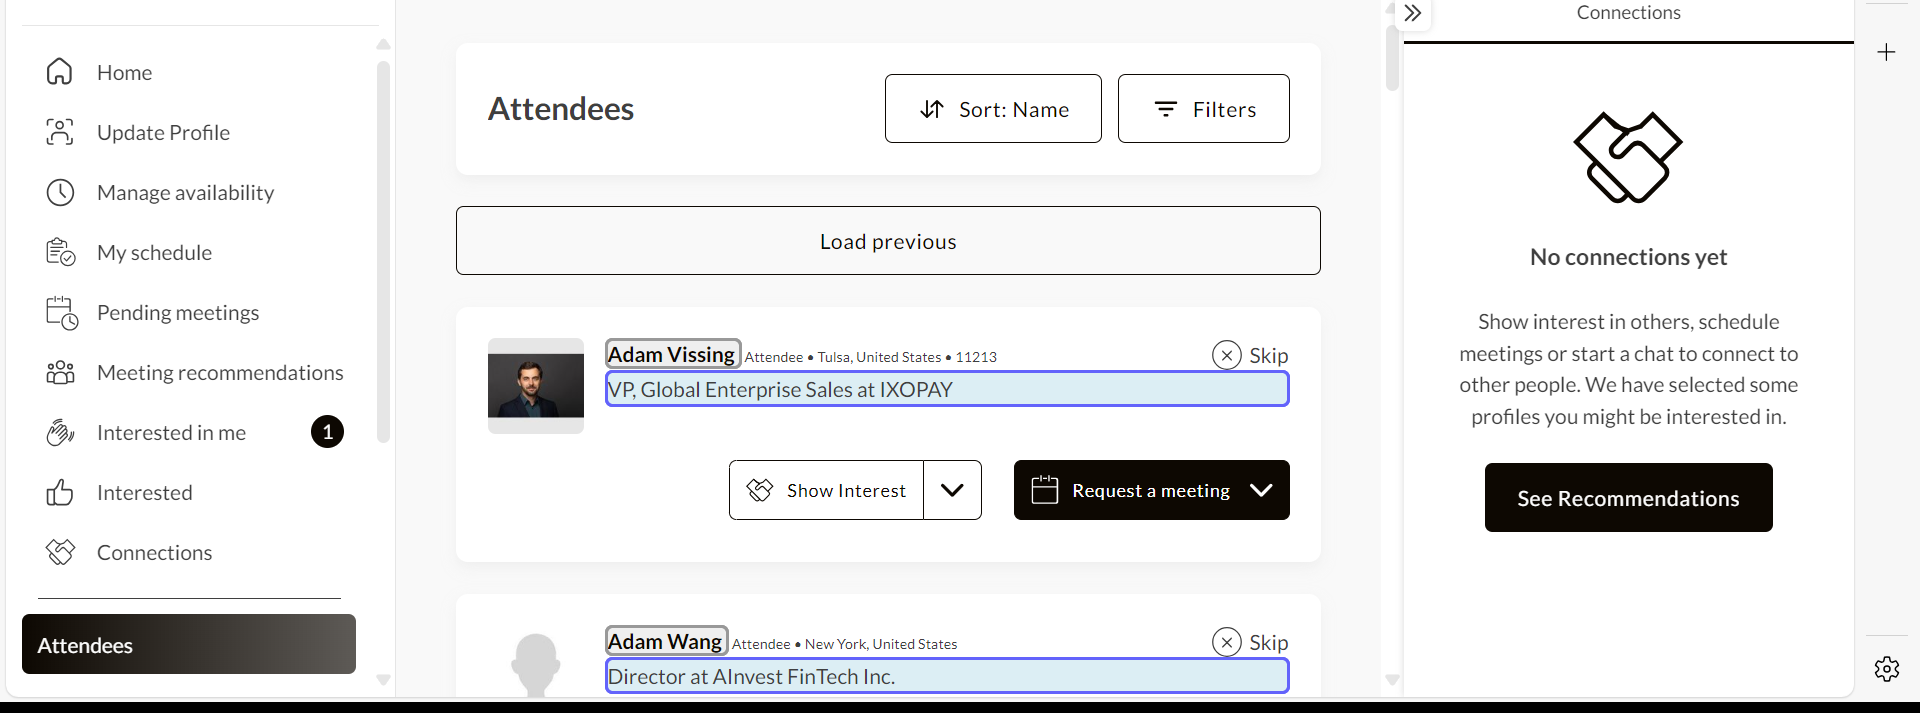 Home
Update Profile
Manage availability
My schedule
Pending meetings
Meeting recommendations
Interested in me 1
Interested
Connections
Attendees
Attendees
Sort: Name
Filters
Load previous
Adam Vissing Attendee • Tulsa, United States • 11213
Skip
VP, Global Enterprise Sales at IXOPAY
Show Interest
Request a meeting
Adam Wang Attendee • New York, United States
Skip
Director at AInvest FinTech Inc.
Connections
No connections yet
Show interest in others, schedule
meetings or start a chat to connect to
other people. We have selected some
profiles you might be interested in.
See Recommendations